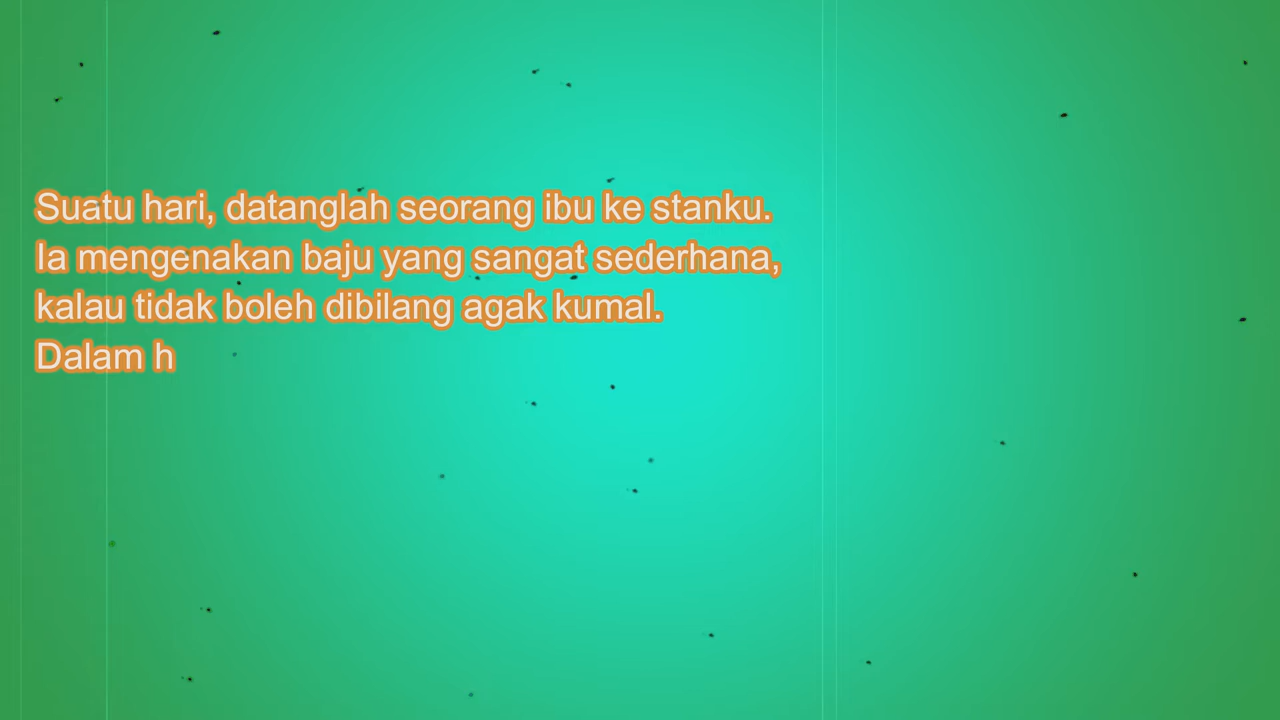 Suatu hari, datanglah seorang ibu ke stanku.
Ia mengenakan baju yang sangat sederhana,
kalau tidak boleh dibilang agak kumal.
Dalam h